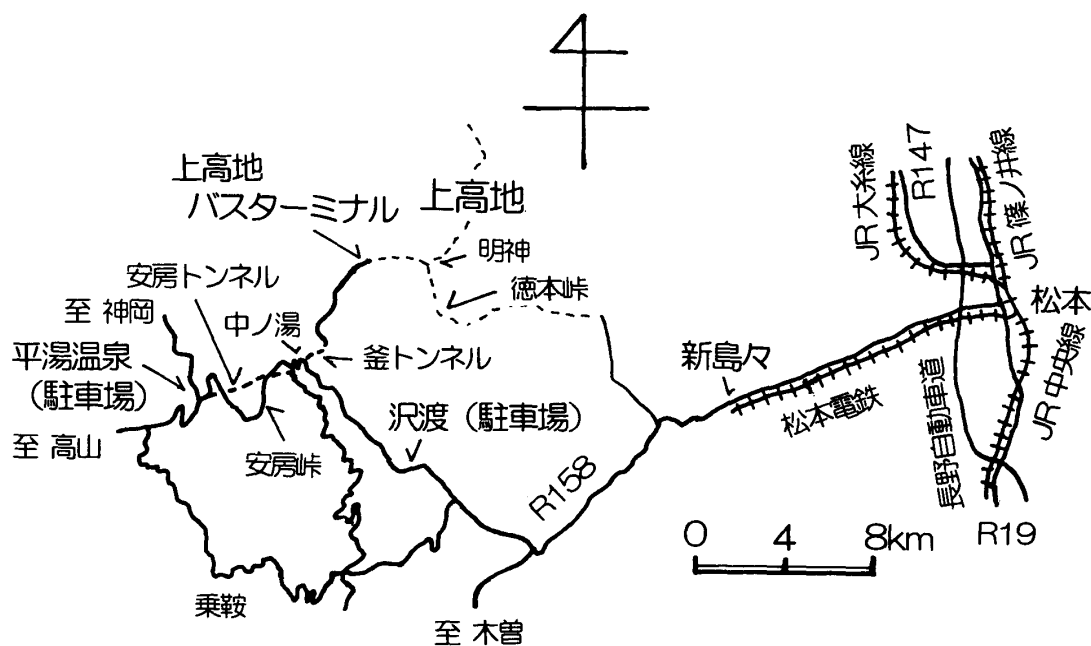 上高地
バスターミナル
上高地
明神
徳本峠
安房トンネル
至 神岡
中ノ湯
釜トンネル
平湯温泉
（駐車場）
至 高山
安房峠
沢渡（駐車場）
乗鞍
至 木曽
R158
新島々
松本電鉄
JR大糸線
R147
JR篠ノ井線
松本
JR中央線
長野自動車道
R19
0 4 8km